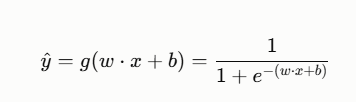 ŷ = g(w · x + b) = 1 / (1 + e^{-(w·x+b)})